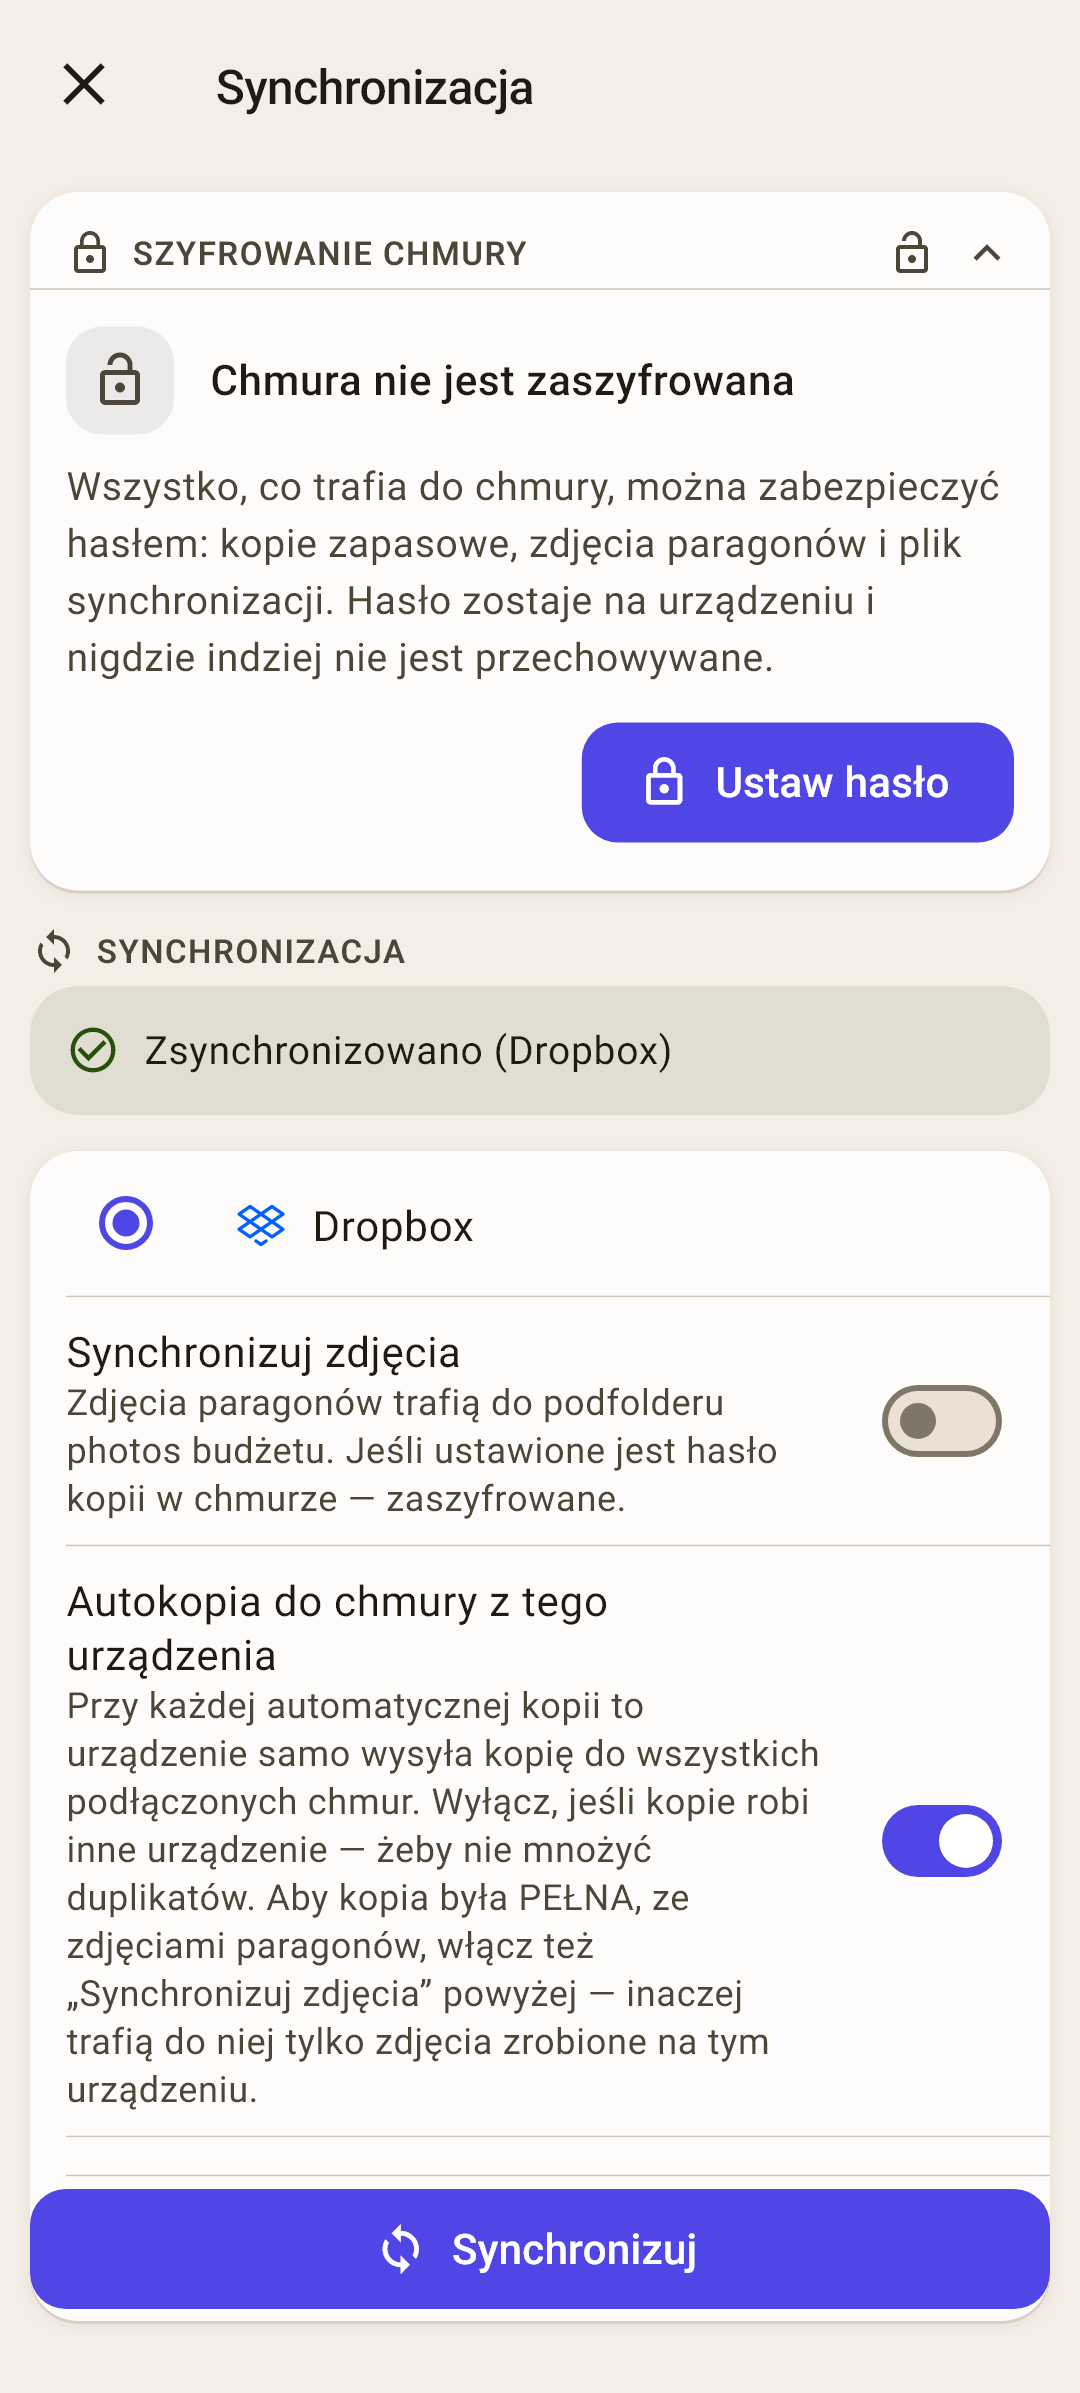 Synchronizacja
SZYFROWANIE CHMURY
Chmura nie jest zaszyfrowana
Wszystko, co trafia do chmury, można zabezpieczyć
hasłem: kopie zapasowe, zdjęcia paragonów i plik
synchronizacji. Hasło zostaje na urządzeniu i
nigdzie indziej nie jest przechowywane.
Ustaw hasło
SYNCHRONIZACJA
Zsynchronizowano (Dropbox)
Dropbox
Synchronizuj zdjęcia
Zdjęcia paragonów trafią do podfolderu
photos budżetu. Jeśli ustawione jest hasło
kopii w chmurze — zaszyfrowane.
Autokopia do chmury z tego
urządzenia
Przy każdej automatycznej kopii to
urządzenie samo wysyła kopię do wszystkich
podłączonych chmur. Wyłącz, jeśli kopie robi
inne urządzenie — żeby nie mnożyć
duplikatów. Aby kopia była PEŁNA, ze
zdjęciami paragonów, włącz też
„Synchronizuj zdjęcia” powyżej — inaczej
trafią do niej tylko zdjęcia zrobione na tym
urządzeniu.
Synchronizuj